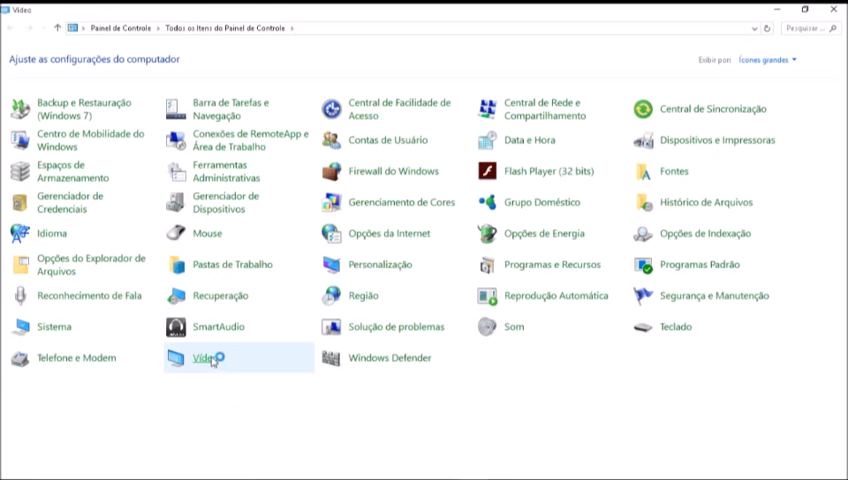 Vídeo
Painel de Controle
Todos os Itens do Painel de Controle
Pesquisar ...
Ajuste as configurações do computador
Exibir por:
Ícones grandes
Backup e Restauração
(Windows 7)
Barra de Tarefas e
Navegação
Central de Facilidade de
Acesso
Central de Rede e
Compartilhamento
Central de Sincronização
Centro de Mobilidade do
Windows
Conexões de RemoteApp e
Área de Trabalho
Contas de Usuário
Data e Hora
Dispositivos e Impressoras
Espaços de
Armazenamento
Ferramentas
Administrativas
Firewall do Windows
Flash Player (32 bits)
Fontes
Gerenciador de
Credenciais
Gerenciador de
Dispositivos
Gerenciamento de Cores
Grupo Doméstico
Histórico de Arquivos
Idioma
Mouse
Opções da Internet
Opções de Energia
Opções de Indexação
Opções do Explorador de
Arquivos
Pastas de Trabalho
Personalização
Programas e Recursos
Programas Padrão
Reconhecimento de Fala
Recuperação
Região
Reprodução Automática
Segurança e Manutenção
Sistema
SmartAudio
Solução de problemas
Som
Teclado
Telefone e Modem
Vídeo
Windows Defender